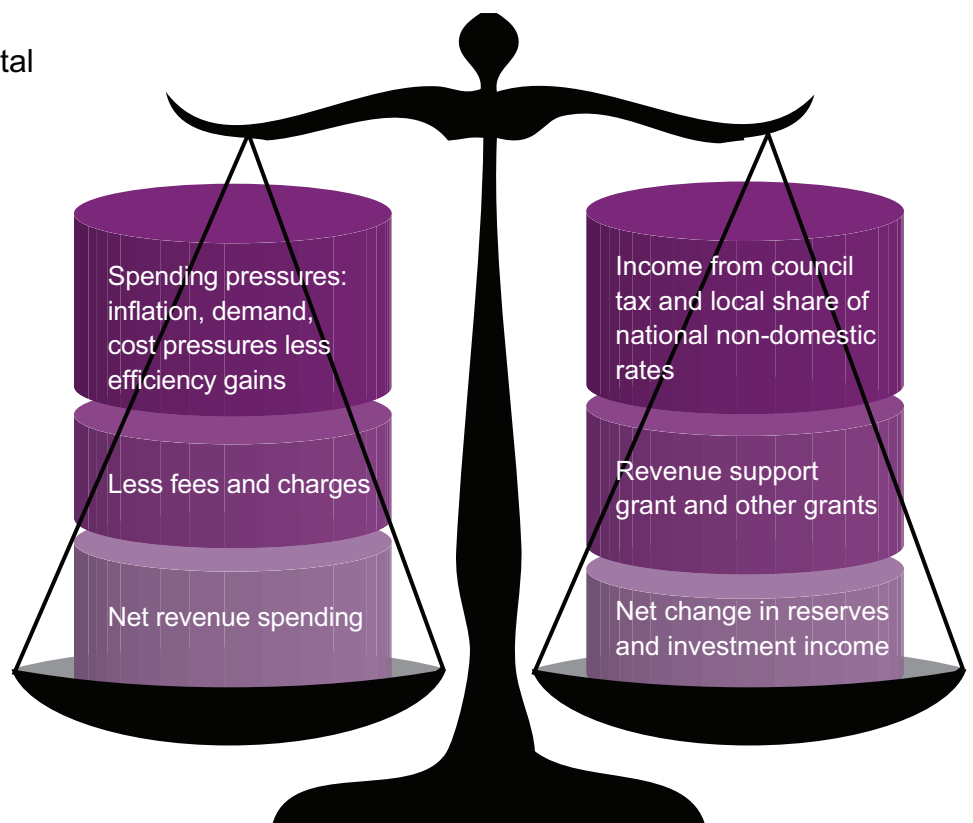 tal
Spending pressures:
inflation, demand,
cost pressures less
efficiency gains
Less fees and charges
Net revenue spending
Income from council
tax and local share of
national non-domestic
rates
Revenue support
grant and other grants
Net change in reserves
and investment income